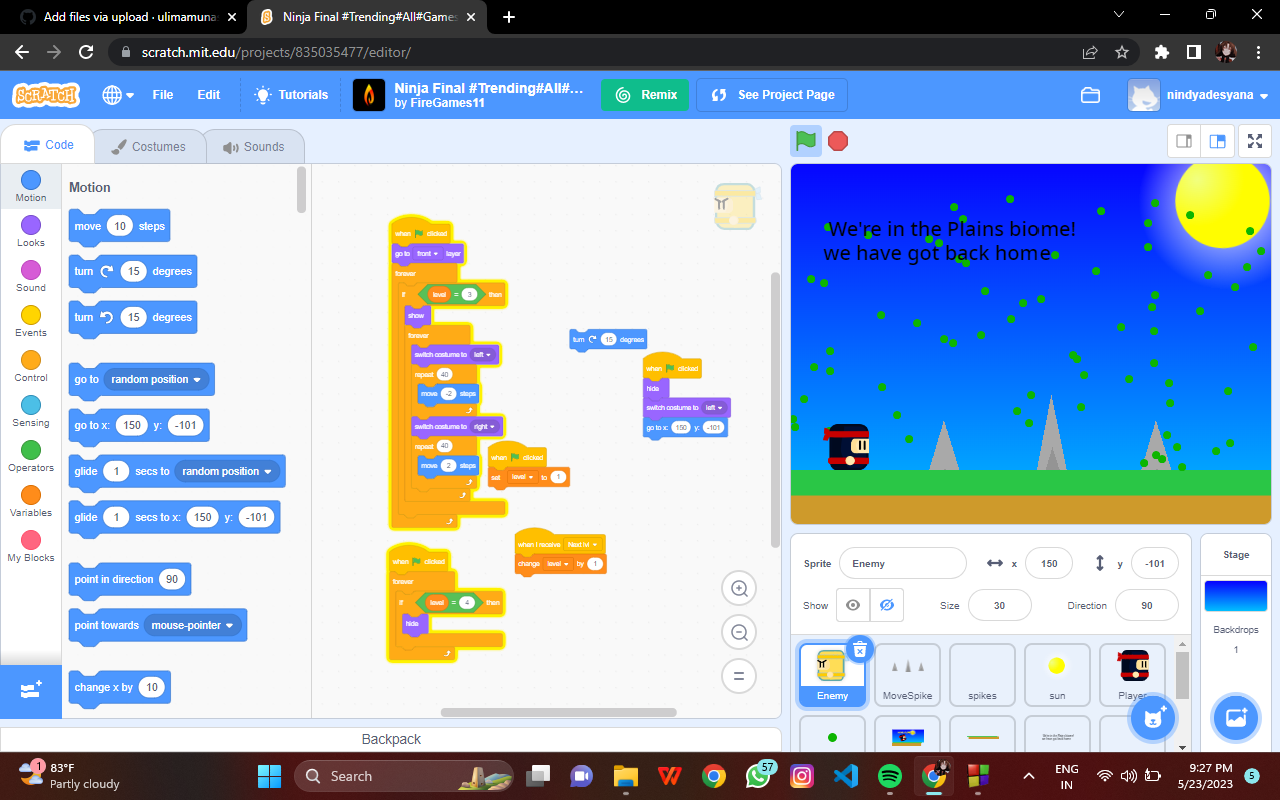 Add files via upload · ulimamuna
Ninja Final #Trending#All#Games
scratch.mit.edu/projects/835035477/editor/
SCRATCH
File
Edit
Tutorials
Ninja Final #Trending#All#...
by FireGames11
Remix
See Project Page
nindyadesyana
Code
Costumes
Sounds
Motion
Looks
Sound
Events
Control
Sensing
Operators
Variables
My Blocks
Motion
move 10 steps
turn 15 degrees
turn 15 degrees
go to random position
go to x: 150 y: -101
glide 1 secs to random position
glide 1 secs to x: 150 y: -101
point in direction 90
point towards mouse-pointer
change x by 10
when clicked
go to front layer
forever
if level = 3 then
show
forever
switch costume to left
repeat 40
move -2 steps
switch costume to right
repeat 40
move 2 steps
when clicked
forever
if level = 4 then
hide
when clicked
set level to 1
when I receive Next lvl
change level by 1
turn 15 degrees
when clicked
hide
switch costume to left
go to x: 150 y: -101
Backpack
We're in the Plains biome!
we have got back home
Sprite
Enemy
x
150
y
-101
Show
Size
30
Direction
90
Enemy
MoveSpike
spikes
sun
Player
Stage
Backdrops
1
1
83°F
Partly cloudy
Search
57
ENG
IN
9:27 PM
5/23/2023
5